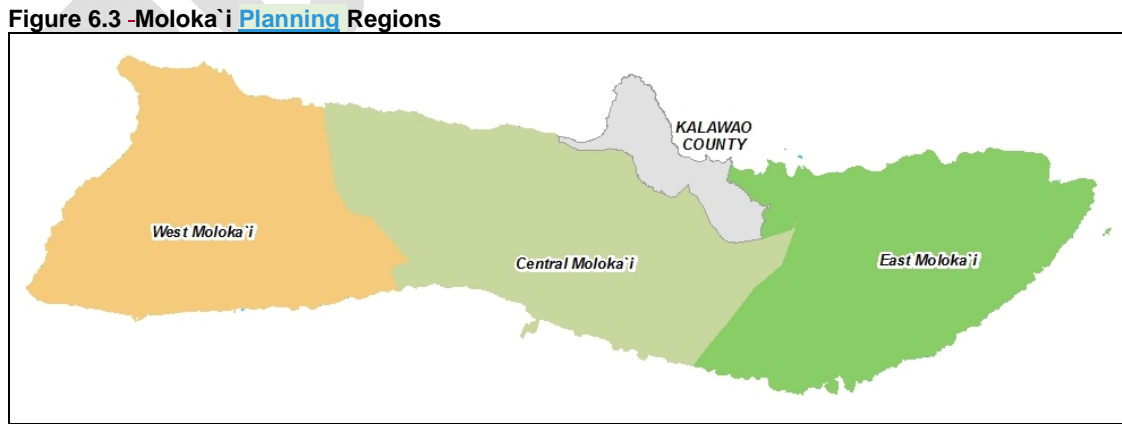 Figure 6.3 -Moloka`i Planning Regions
KALAWAO
COUNTY
West Moloka`i
Central Moloka`i
East Moloka`i